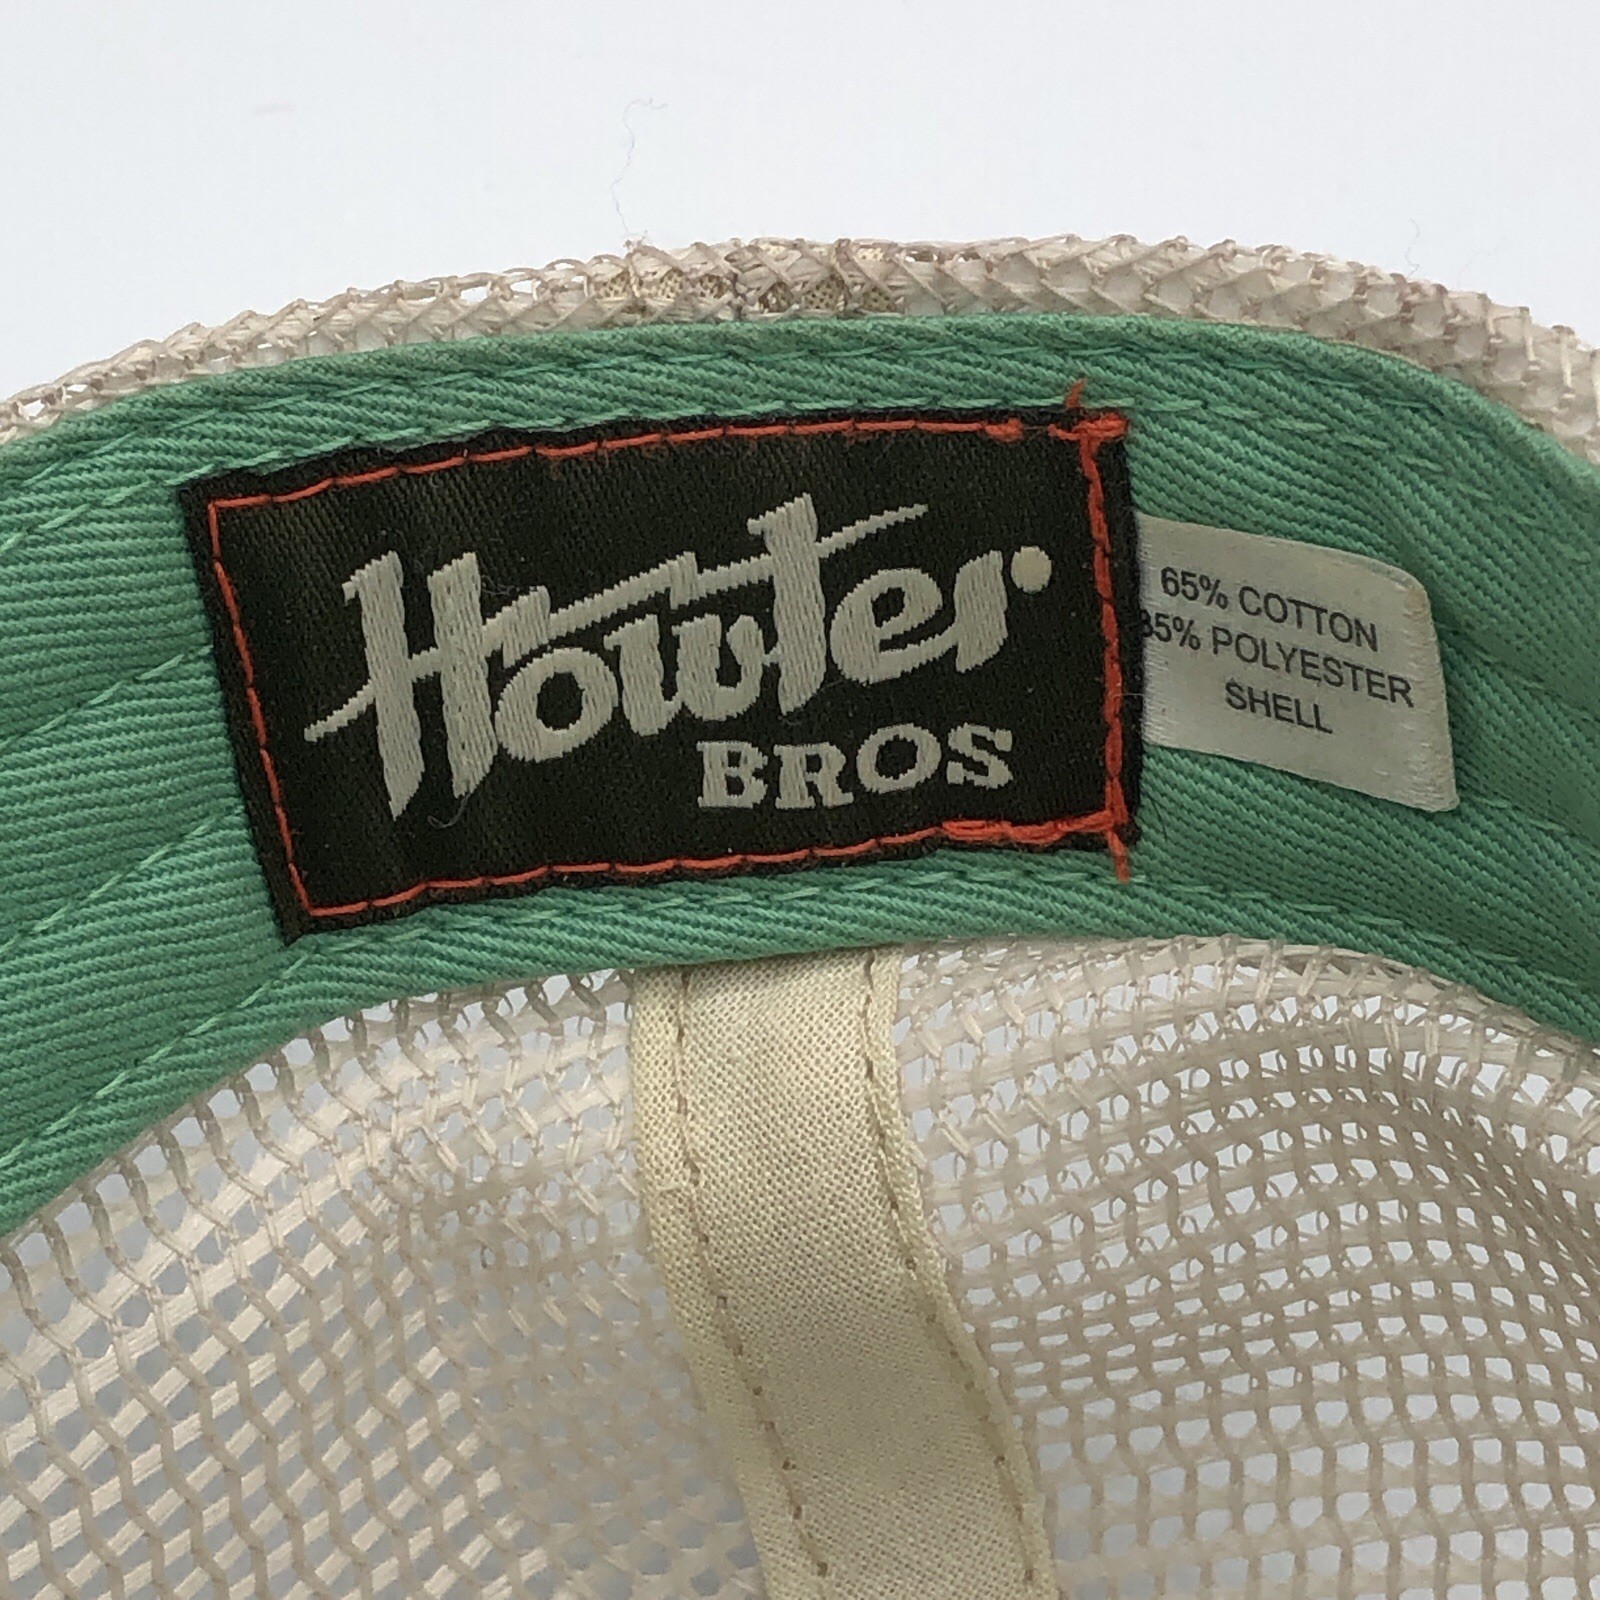 Howler
BROS
65% COTTON
35% POLYESTER
SHELL